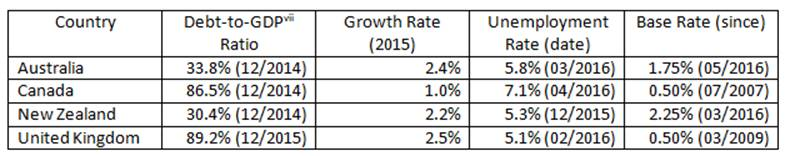 Country Debt-to-GDPvii Ratio Growth Rate (2015) Unemployment Rate (date) Base Rate (since)
Australia 33.8% (12/2014) 2.4% 5.8% (03/2016) 1.75% (05/2016)
Canada 86.5% (12/2014) 1.0% 7.1% (04/2016) 0.50% (07/2007)
New Zealand 30.4% (12/2014) 2.2% 5.3% (12/2015) 2.25% (03/2016)
United Kingdom 89.2% (12/2015) 2.5% 5.1% (02/2016) 0.50% (03/2009)